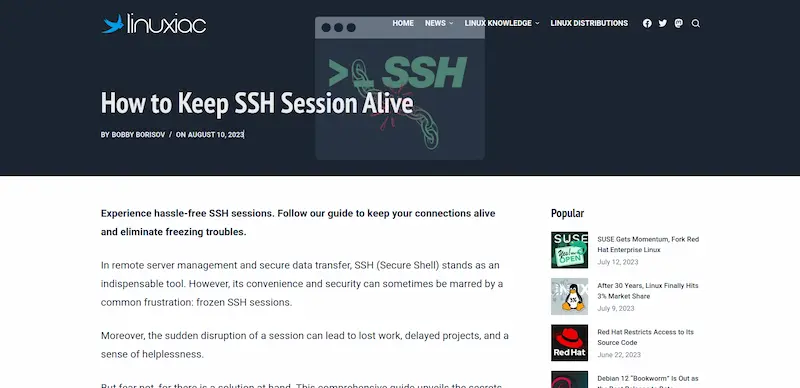 linuxiac
HOME NEWS LINUX KNOWLEDGE LINUX DISTRIBUTIONS
>_ SSH
How to Keep SSH Session Alive
BY BOBBY BORISOV / ON AUGUST 10, 2023
Experience hassle-free SSH sessions. Follow our guide to keep your connections alive
and eliminate freezing troubles.
In remote server management and secure data transfer, SSH (Secure Shell) stands as an
indispensable tool. However, its convenience and security can sometimes be marred by a
common frustration: frozen SSH sessions.
Moreover, the sudden disruption of a session can lead to lost work, delayed projects, and a
sense of helplessness.
But fear not, for there is a solution at hand. This comprehensive guide unveils the secrets
Popular
SUSE
OPEN
SUSE Gets Momentum, Fork Red
Hat Enterprise Linux
July 12, 2023
3%
After 30 Years, Linux Finally Hits
3% Market Share
July 9, 2023
Red Hat
Red Hat Restricts Access to Its
Source Code
June 22, 2023
Debian 12 "Bookworm" Is Out as